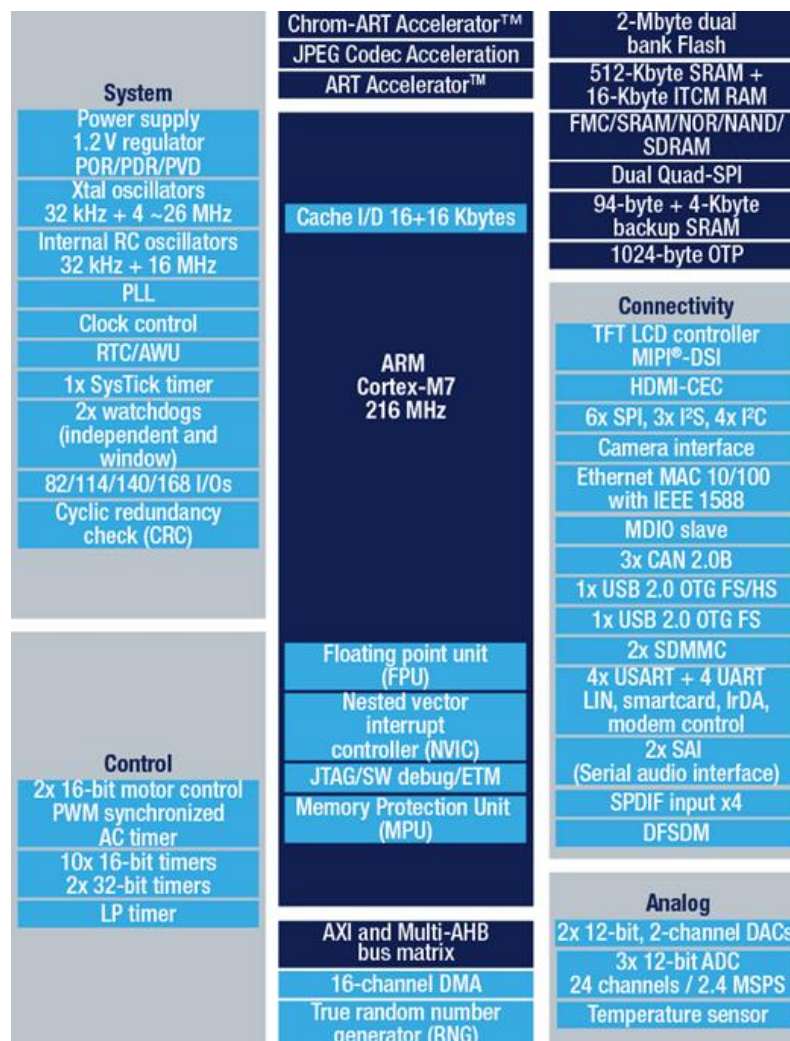 System
Power supply
1.2 V regulator
POR/PDR/PVD
Xtal oscillators
32 kHz + 4 ~26 MHz
Internal RC oscillators
32 kHz + 16 MHz
PLL
Clock control
RTC/AWU
1x SysTick timer
2x watchdogs
(independent and
window)
82/114/140/168 I/Os
Cyclic redundancy
check (CRC)
Control
2x 16-bit motor control
PWM synchronized
AC timer
10x 16-bit timers
2x 32-bit timers
LP timer
Chrom-ART Accelerator™
JPEG Codec Acceleration
ART Accelerator™
Cache I/D 16+16 Kbytes
ARM
Cortex-M7
216 MHz
Floating point unit
(FPU)
Nested vector
interrupt
controller (NVIC)
JTAG/SW debug/ETM
Memory Protection Unit
(MPU)
AXI and Multi-AHB
bus matrix
16-channel DMA
True random number
generator (RNG)
2-Mbyte dual
bank Flash
512-Kbyte SRAM +
16-Kbyte ITCM RAM
FMC/SRAM/NOR/NAND/
SDRAM
Dual Quad-SPI
94-byte + 4-Kbyte
backup SRAM
1024-byte OTP
Connectivity
TFT LCD controller
MIPI®-DSI
HDMI-CEC
6x SPI, 3x I²S, 4x I²C
Camera interface
Ethernet MAC 10/100
with IEEE 1588
MDIO slave
3x CAN 2.0B
1x USB 2.0 OTG FS/HS
1x USB 2.0 OTG FS
2x SDMMC
4x USART + 4 UART
LIN, smartcard, IrDA,
modem control
2x SAI
(Serial audio interface)
SPDIF input x4
DFSDM
Analog
2x 12-bit, 2-channel DACs
3x 12-bit ADC
24 channels / 2.4 MSPS
Temperature sensor